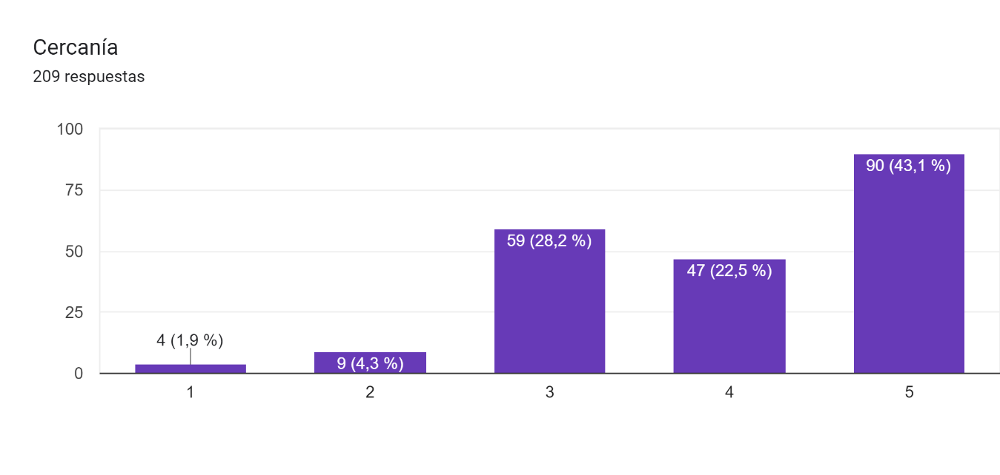 Cercanía
209 respuestas
100
75
50
25
0
4 (1,9 %)
9 (4,3 %)
59 (28,2 %)
47 (22,5 %)
90 (43,1 %)
1 2 3 4 5